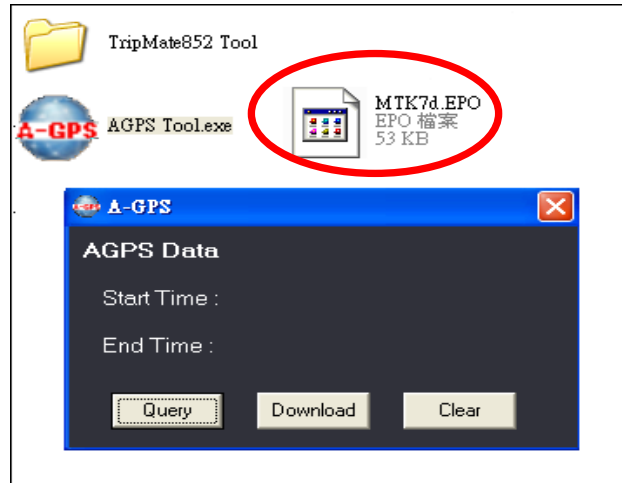 TripMate852 Tool
A-GPS
AGPS Tool.exe
MTK7d.EPO
EPO 檔案
53 KB
A-GPS
AGPS Data
Start Time :
End Time :
Query
Download
Clear